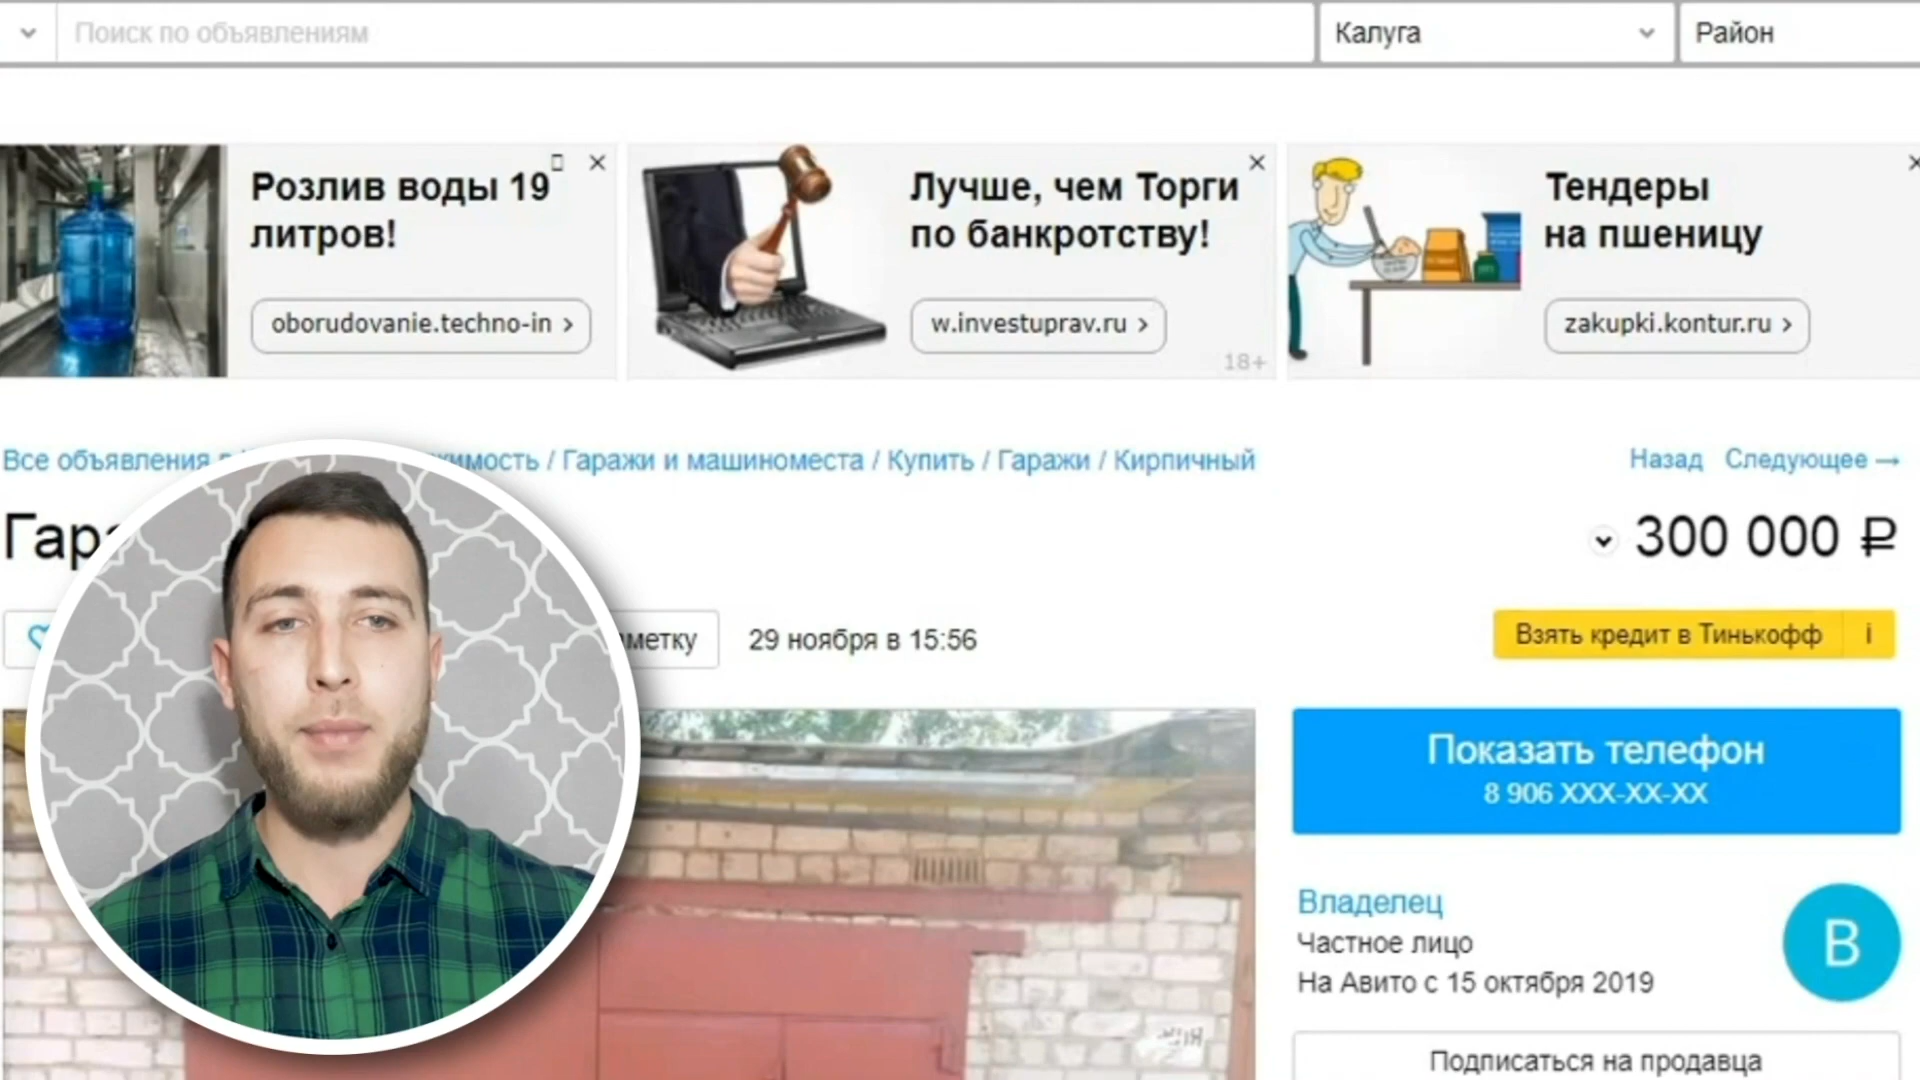 Поиск по объявлениям
Калуга
Район
Розлив воды 19
литров!
oborudovanie.techno-in
Лучше, чем Торги
по банкротству!
w.investuprav.ru
18+
Тендеры
на пшеницу
zakupki.kontur.ru
Все объявления / Гаражи и машиноместа / Купить / Гаражи / Кирпичный
Назад Следующее →
300 000 ₽
29 ноября в 15:56
Взять кредит в Тинькофф i
Показать телефон
8 906 XXX-XX-XX
Владелец
Частное лицо
На Авито с 15 октября 2019
В
Подписаться на продавца